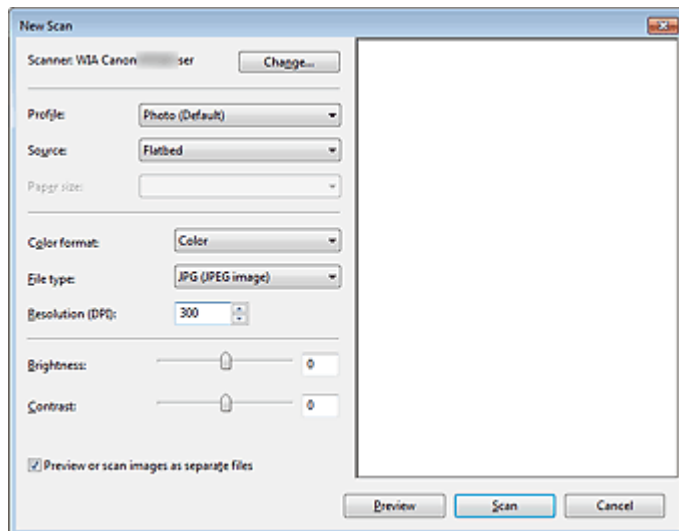 New Scan
Scanner: WIA Canon ser
Change...
Profile: Photo (Default)
Source: Flatbed
Paper size:
Color format: Color
File type: JPG (JPEG image)
Resolution (DPI): 300
Brightness: 0
Contrast: 0
Preview or scan images as separate files
Preview Scan Cancel